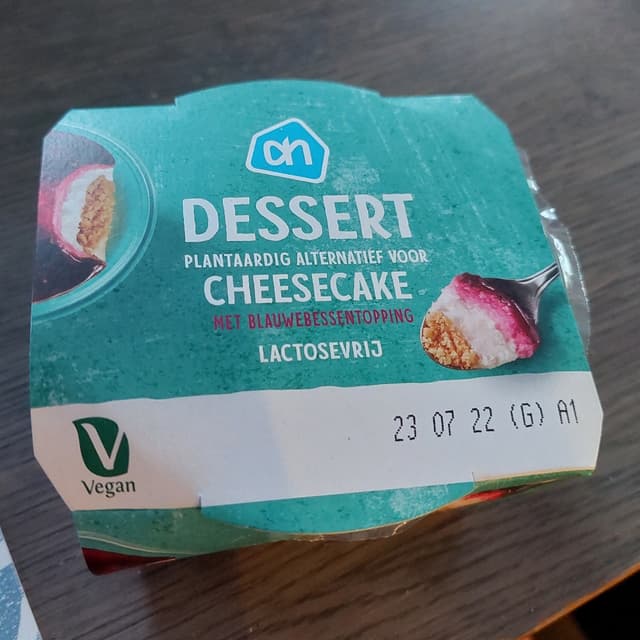 ah
DESSERT
PLANTAARDIG ALTERNATIEF VOOR
CHEESECAKE
MET BLAUWEBESSENTOPPING
LACTOSEVRIJ
23 07 22 (G) A1
V
Vegan